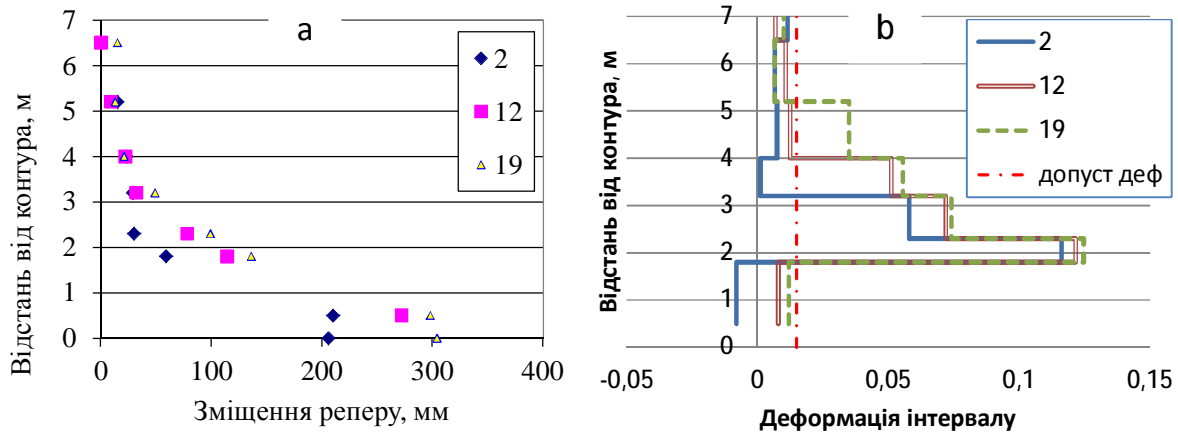 a
Відстань від контура, м
7
6
5
4
3
2
1
0
0 100 200 300 400
Зміщення реперу, мм
2
12
19
b
Відстань від контура, м
7
6
5
4
3
2
1
0
-0,05 0 0,05 0,1 0,15
Деформація інтервалу
2
12
19
допуст деф